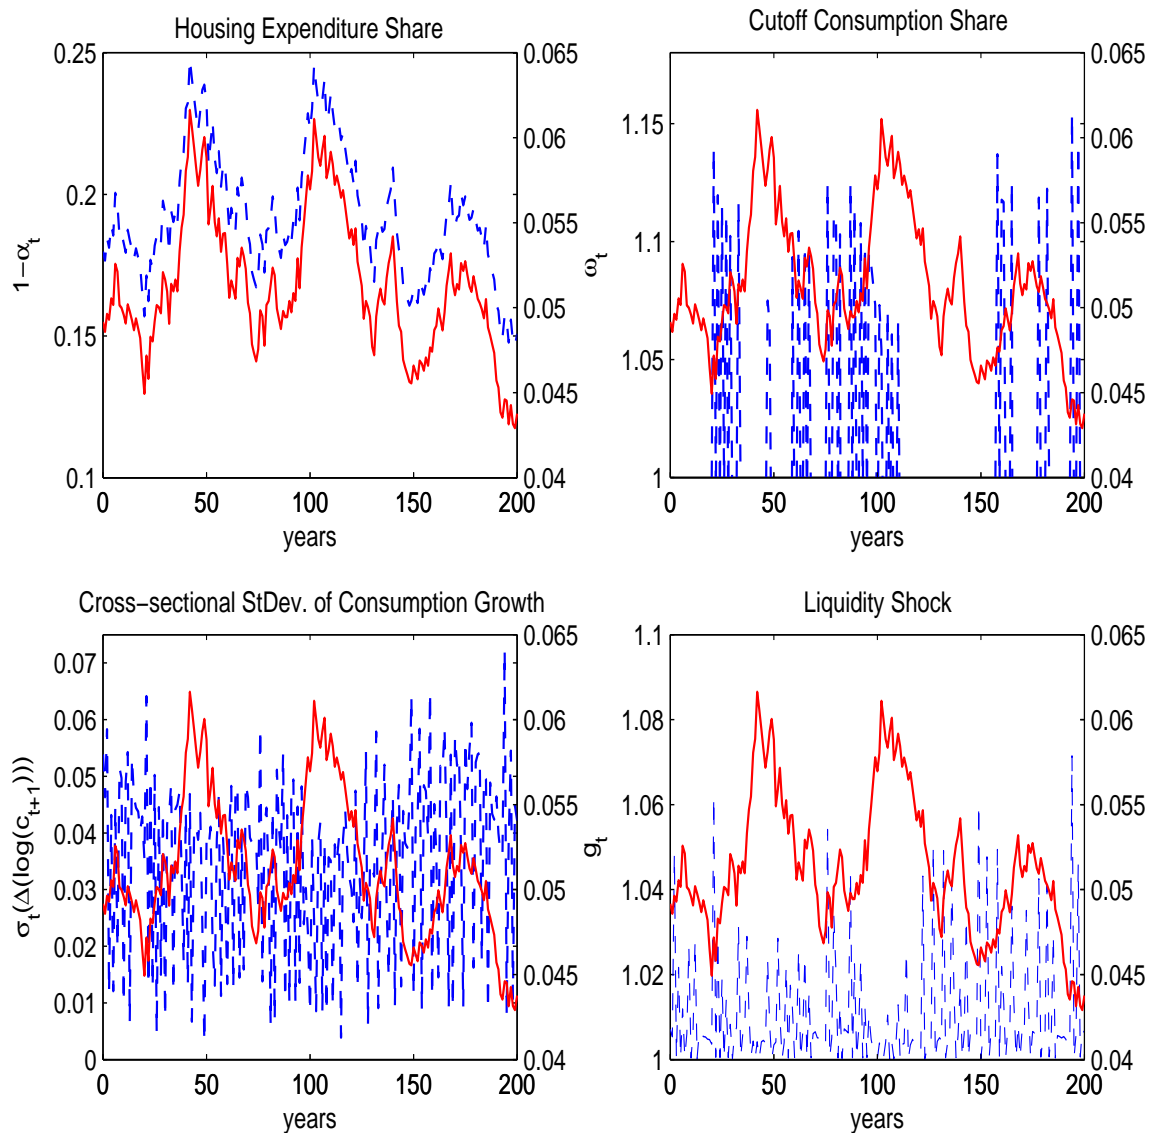 Housing Expenditure Share
0.25
0.2
0.15
0.1
1−α_t
0.065
0.06
0.055
0.05
0.045
0.04
0 50 100 150 200
years
Cutoff Consumption Share
1.15
1.1
1.05
1
ω_t
0.065
0.06
0.055
0.05
0.045
0.04
0 50 100 150 200
years
Cross−sectional StDev. of Consumption Growth
0.07
0.06
0.05
0.04
0.03
0.02
0.01
0
σ_t(Δ(log(c_{t+1})))
0.065
0.06
0.055
0.05
0.045
0.04
0 50 100 150 200
years
Liquidity Shock
1.1
1.08
1.06
1.04
1.02
1
g_t
0.065
0.06
0.055
0.05
0.045
0.04
0 50 100 150 200
years